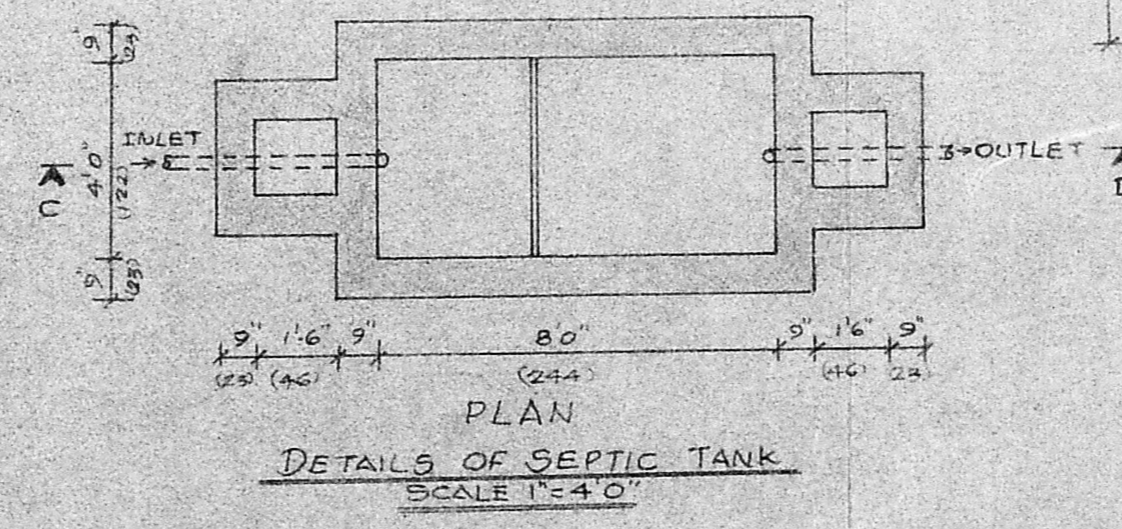 9"
(23)
INLET
4'0"
(122)
C
9"
(23)
OUTLET
9" 1'-6" 9" 8'0" 9" 1'6" 9"
(23) (46) (244) (46) 23)
PLAN
DETAILS OF SEPTIC TANK
SCALE 1"=4'0"